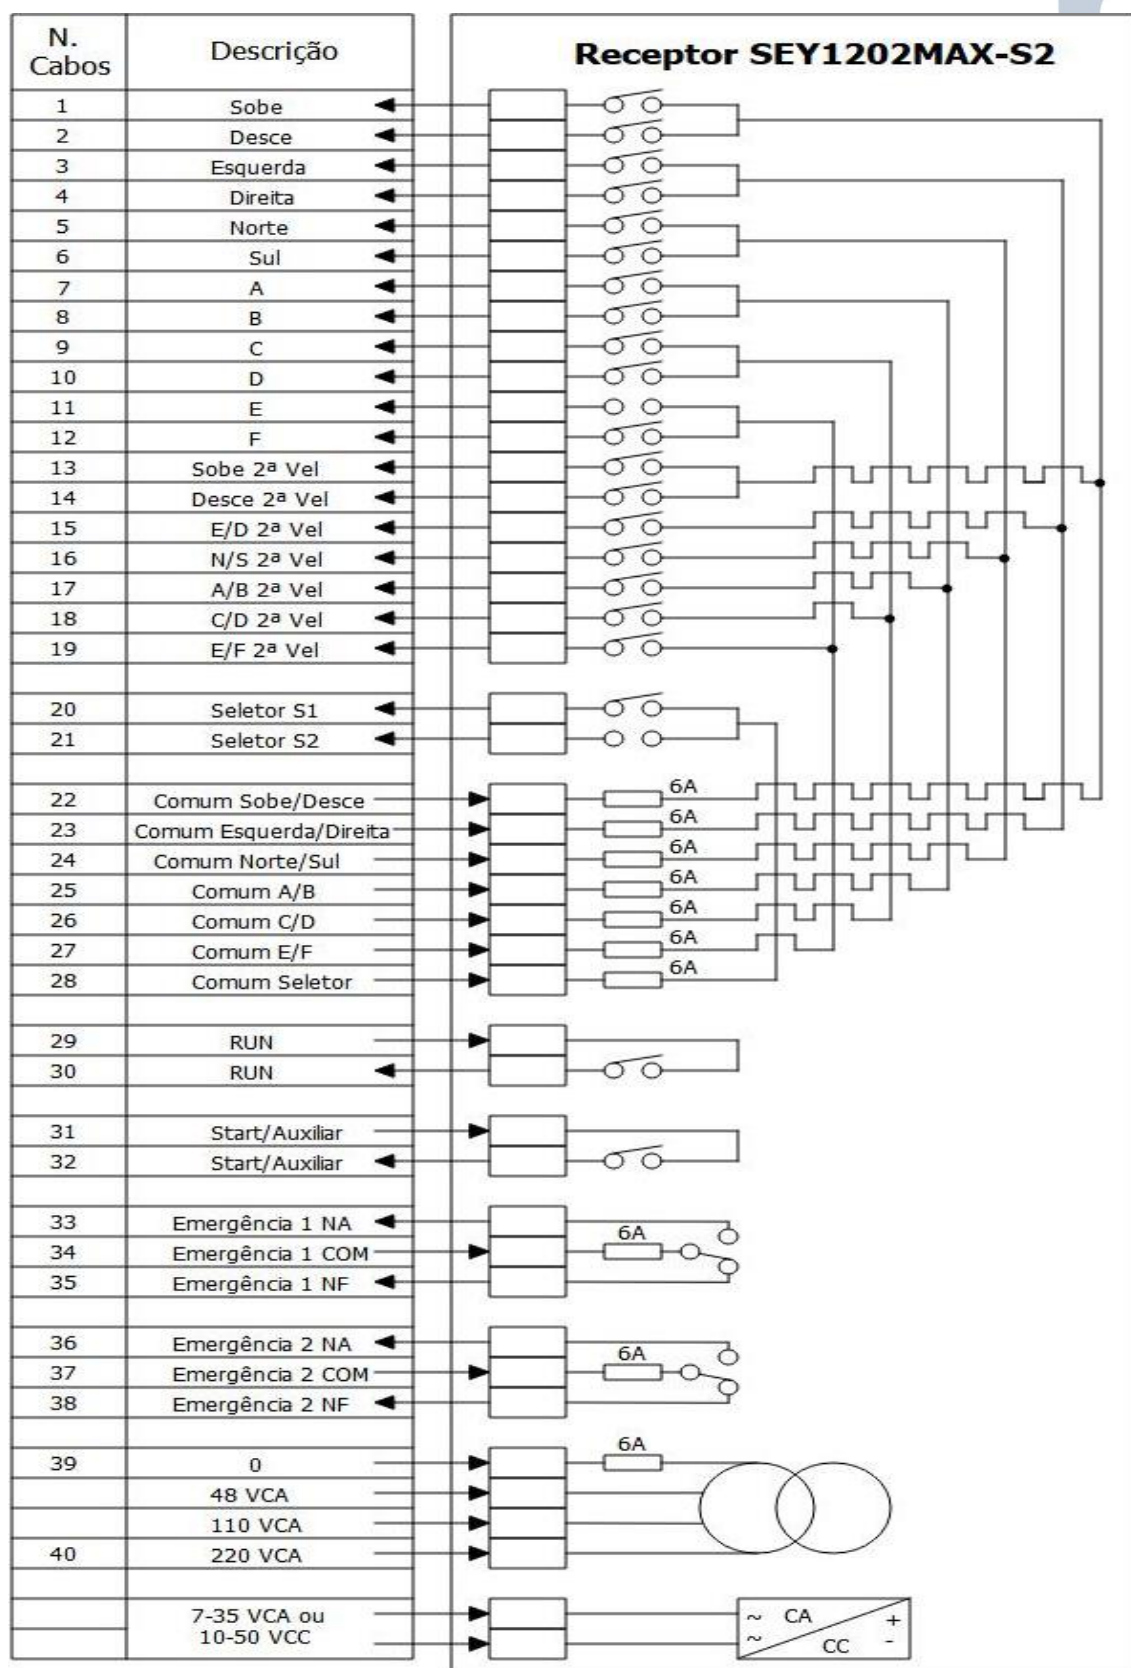 N. Cabos Descrição Receptor SEY1202MAX-S2
1 Sobe
2 Desce
3 Esquerda
4 Direita
5 Norte
6 Sul
7 A
8 B
9 C
10 D
11 E
12 F
13 Sobe 2ª Vel
14 Desce 2ª Vel
15 E/D 2ª Vel
16 N/S 2ª Vel
17 A/B 2ª Vel
18 C/D 2ª Vel
19 E/F 2ª Vel
20 Seletor S1
21 Seletor S2
22 Comum Sobe/Desce 6A
23 Comum Esquerda/Direita 6A
24 Comum Norte/Sul 6A
25 Comum A/B 6A
26 Comum C/D 6A
27 Comum E/F 6A
28 Comum Seletor 6A
29 RUN
30 RUN
31 Start/Auxiliar
32 Start/Auxiliar
33 Emergência 1 NA
34 Emergência 1 COM 6A
35 Emergência 1 NF
36 Emergência 2 NA
37 Emergência 2 COM 6A
38 Emergência 2 NF
39 0 6A
48 VCA
110 VCA
40 220 VCA
7-35 VCA ou ~ CA +
10-50 VCC ~ CC -